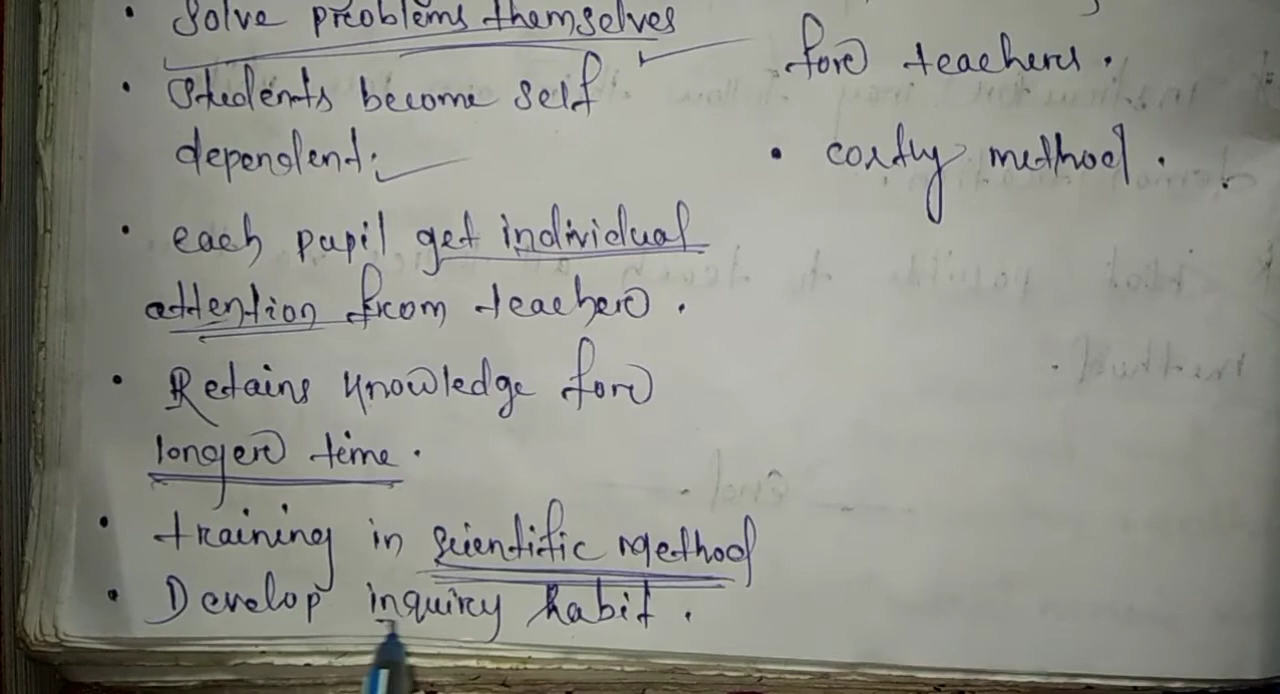 • Solve problems themselves
• Students become self
dependent.
• each pupil get individual
attention from teacher.
• Retains knowledge for
longer time.
• training in scientific method
• Develop inquiry habit.
for teachers.
• costly method.